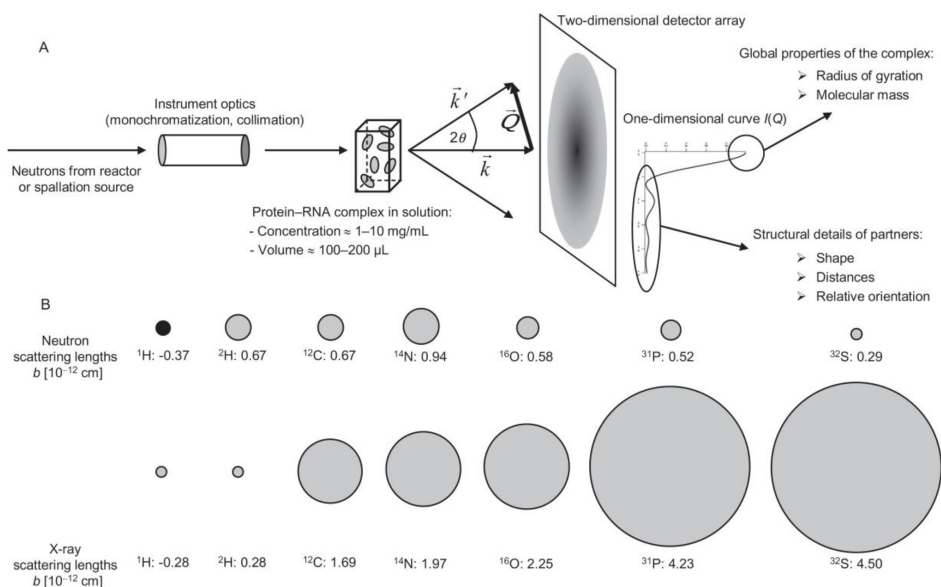 A
Two-dimensional detector array
Instrument optics
(monochromatization, collimation)
Neutrons from reactor
or spallation source
Protein–RNA complex in solution:
- Concentration ≈ 1–10 mg/mL
- Volume ≈ 100–200 µL
k⃗′
2θ
Q⃗
k⃗
One-dimensional curve I(Q)
Global properties of the complex:
➢ Radius of gyration
➢ Molecular mass
Structural details of partners:
➢ Shape
➢ Distances
➢ Relative orientation
B
Neutron
scattering lengths
b [10⁻¹² cm]
¹H: -0.37 ²H: 0.67 ¹²C: 0.67 ¹⁴N: 0.94 ¹⁶O: 0.58 ³¹P: 0.52 ³²S: 0.29
X-ray
scattering lengths
b [10⁻¹² cm]
¹H: -0.28 ²H: 0.28 ¹²C: 1.69 ¹⁴N: 1.97 ¹⁶O: 2.25 ³¹P: 4.23 ³²S: 4.50